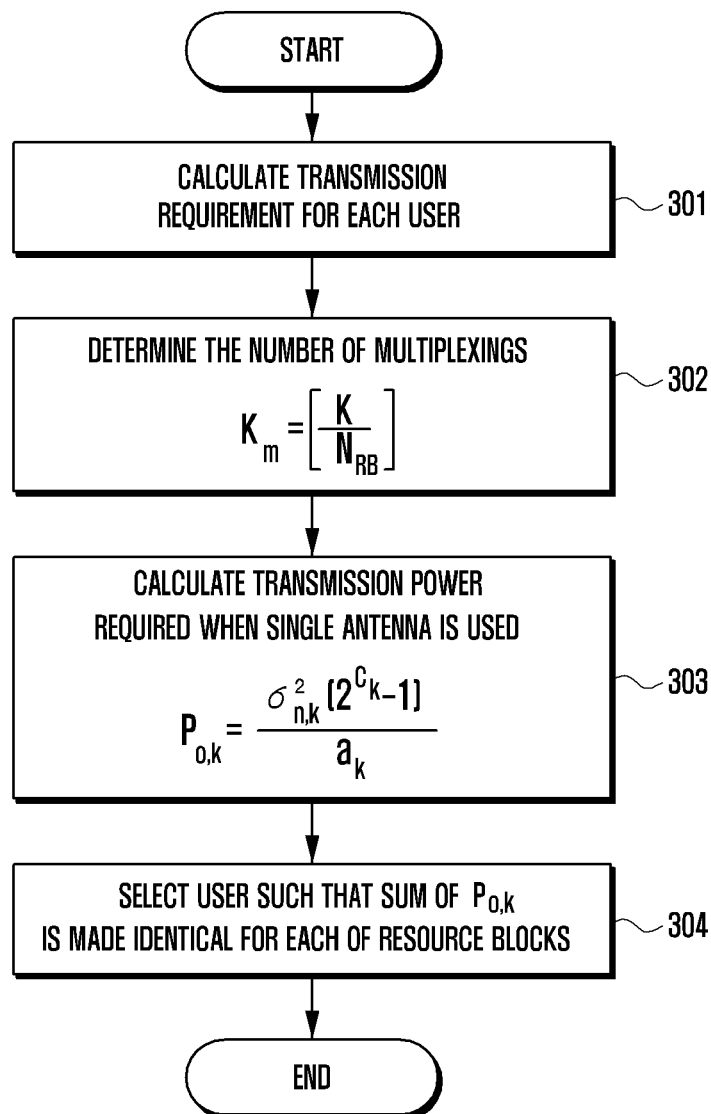 START
CALCULATE TRANSMISSION
REQUIREMENT FOR EACH USER
301
DETERMINE THE NUMBER OF MULTIPLEXINGS
K_m = [K / N_RB]
302
CALCULATE TRANSMISSION POWER
REQUIRED WHEN SINGLE ANTENNA IS USED
P_o,k = σ²_n,k (2^C_k − 1) / a_k
303
SELECT USER SUCH THAT SUM OF P_o,k
IS MADE IDENTICAL FOR EACH OF RESOURCE BLOCKS
304
END